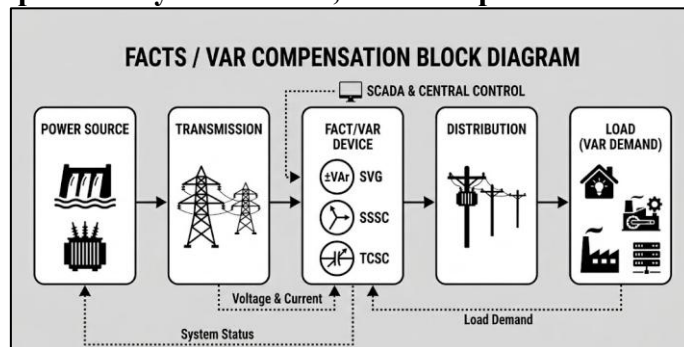 FACTS / VAR COMPENSATION BLOCK DIAGRAM
SCADA & CENTRAL CONTROL
POWER SOURCE
TRANSMISSION
FACT/VAR
DEVICE
±VAr SVG
SSSC
TCSC
DISTRIBUTION
LOAD
(VAR DEMAND)
Voltage & Current
Load Demand
System Status